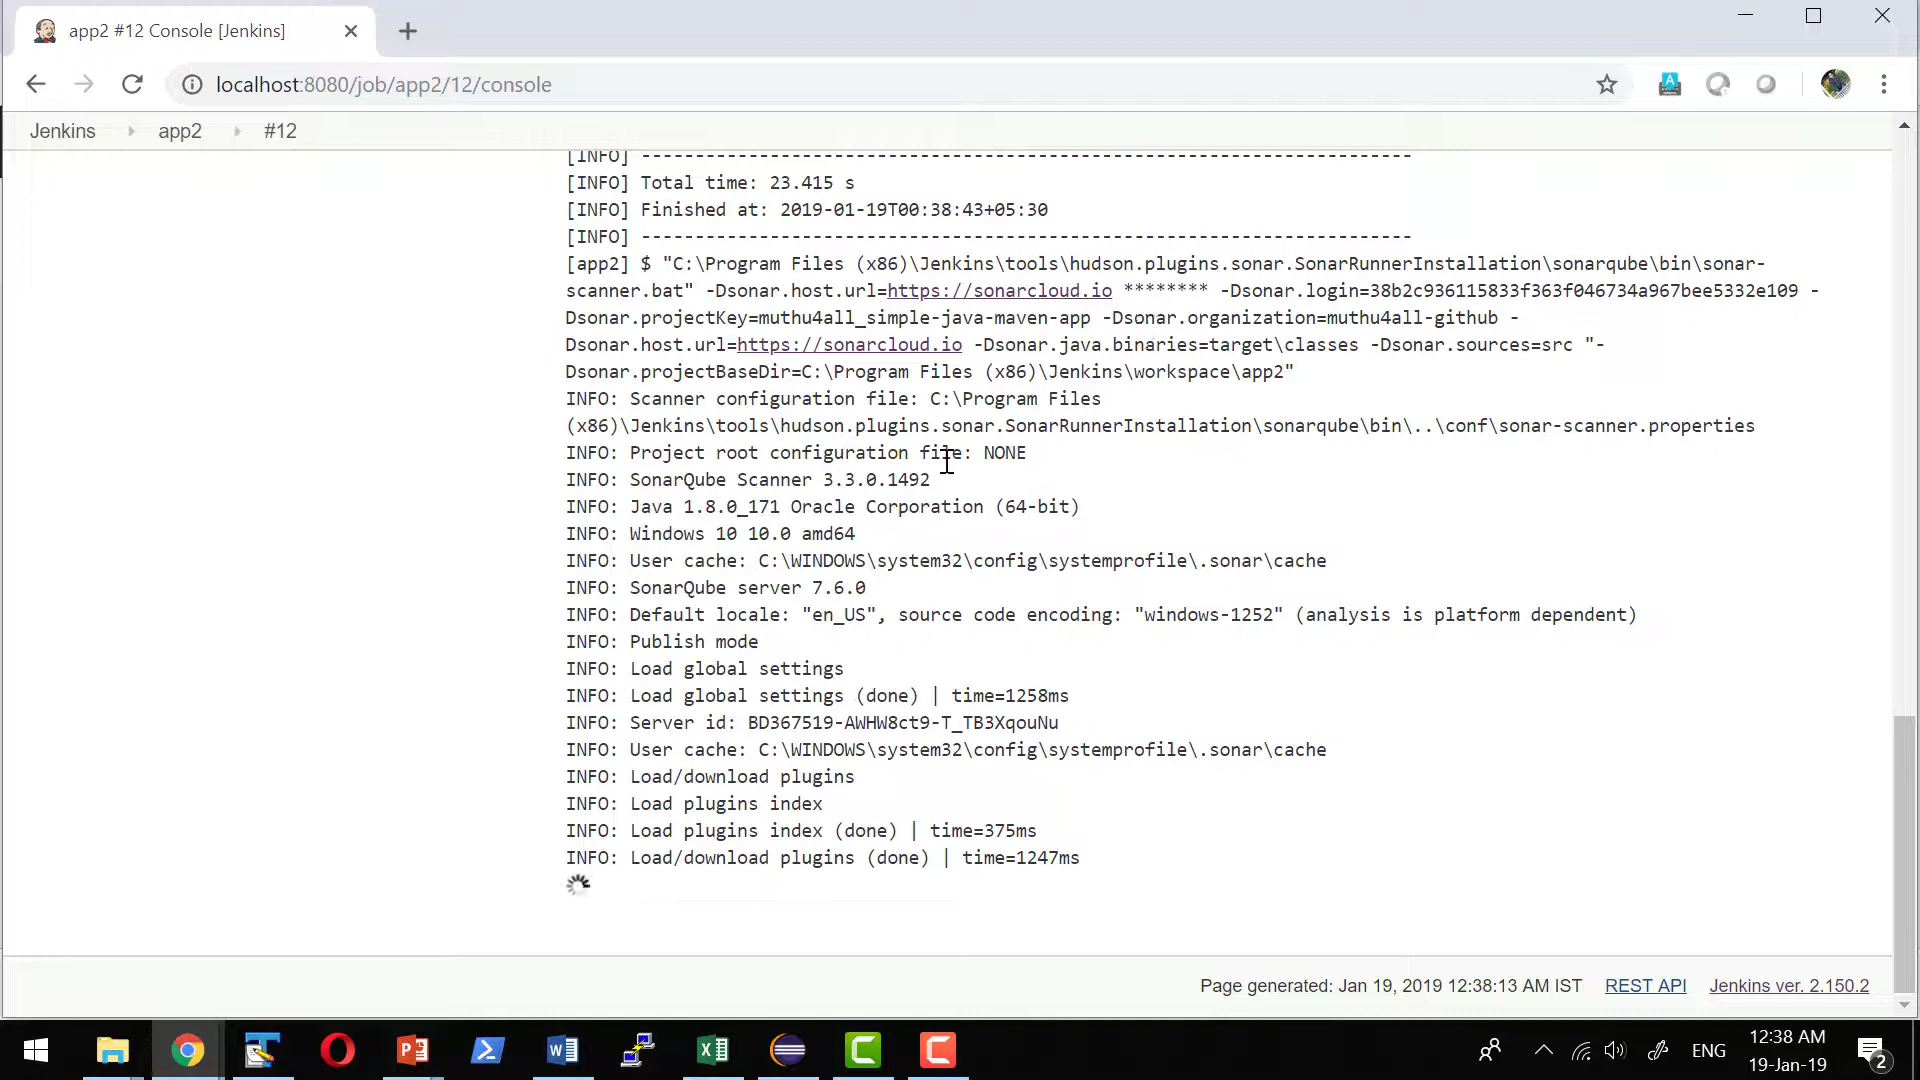 app2 #12 Console [Jenkins]
localhost:8080/job/app2/12/console
Jenkins app2 #12
[INFO] ------------------------------------------------------------------------
[INFO] Total time: 23.415 s
[INFO] Finished at: 2019-01-19T00:38:43+05:30
[INFO] ------------------------------------------------------------------------
[app2] $ "C:\Program Files (x86)\Jenkins\tools\hudson.plugins.sonar.SonarRunnerInstallation\sonarqube\bin\sonar-
scanner.bat" -Dsonar.host.url=https://sonarcloud.io ******** -Dsonar.login=38b2c936115833f363f046734a967bee5332e109 -
Dsonar.projectKey=muthu4all_simple-java-maven-app -Dsonar.organization=muthu4all-github -
Dsonar.host.url=https://sonarcloud.io -Dsonar.java.binaries=target\classes -Dsonar.sources=src "-
Dsonar.projectBaseDir=C:\Program Files (x86)\Jenkins\workspace\app2"
INFO: Scanner configuration file: C:\Program Files
(x86)\Jenkins\tools\hudson.plugins.sonar.SonarRunnerInstallation\sonarqube\bin\..\conf\sonar-scanner.properties
INFO: Project root configuration file: NONE
INFO: SonarQube Scanner 3.3.0.1492
INFO: Java 1.8.0_171 Oracle Corporation (64-bit)
INFO: Windows 10 10.0 amd64
INFO: User cache: C:\WINDOWS\system32\config\systemprofile\.sonar\cache
INFO: SonarQube server 7.6.0
INFO: Default locale: "en_US", source code encoding: "windows-1252" (analysis is platform dependent)
INFO: Publish mode
INFO: Load global settings
INFO: Load global settings (done) | time=1258ms
INFO: Server id: BD367519-AWHW8ct9-T_TB3XqouNu
INFO: User cache: C:\WINDOWS\system32\config\systemprofile\.sonar\cache
INFO: Load/download plugins
INFO: Load plugins index
INFO: Load plugins index (done) | time=375ms
INFO: Load/download plugins (done) | time=1247ms
Page generated: Jan 19, 2019 12:38:13 AM IST REST API Jenkins ver. 2.150.2
ENG
12:38 AM
19-Jan-19
2